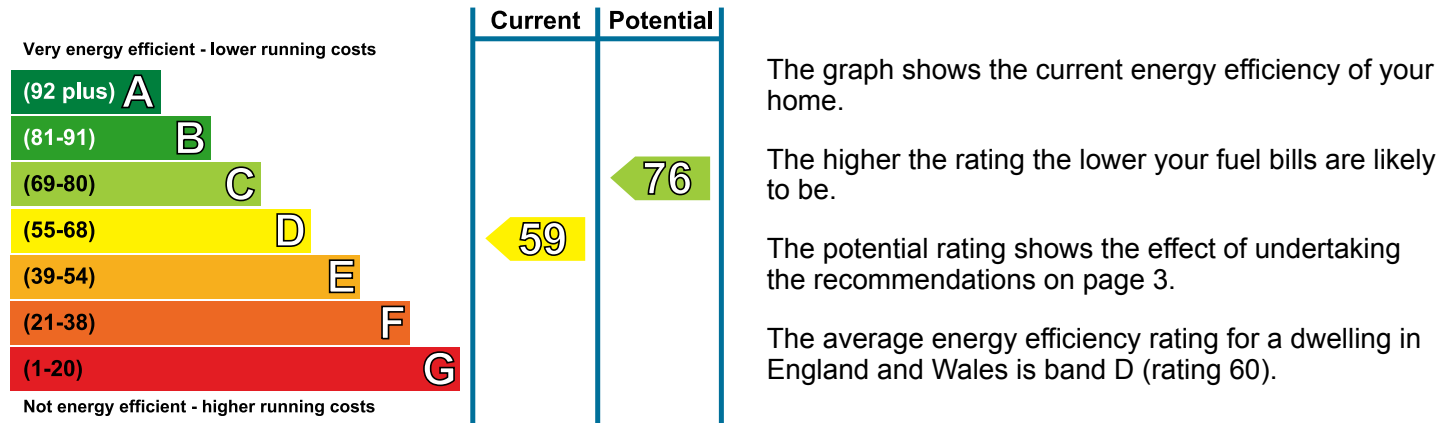 Current Potential
Very energy efficient - lower running costs
(92 plus) A
(81-91) B
(69-80) C
76
(55-68) D
59
(39-54) E
(21-38) F
(1-20) G
Not energy efficient - higher running costs
The graph shows the current energy efficiency of your
home.
The higher the rating the lower your fuel bills are likely
to be.
The potential rating shows the effect of undertaking
the recommendations on page 3.
The average energy efficiency rating for a dwelling in
England and Wales is band D (rating 60).